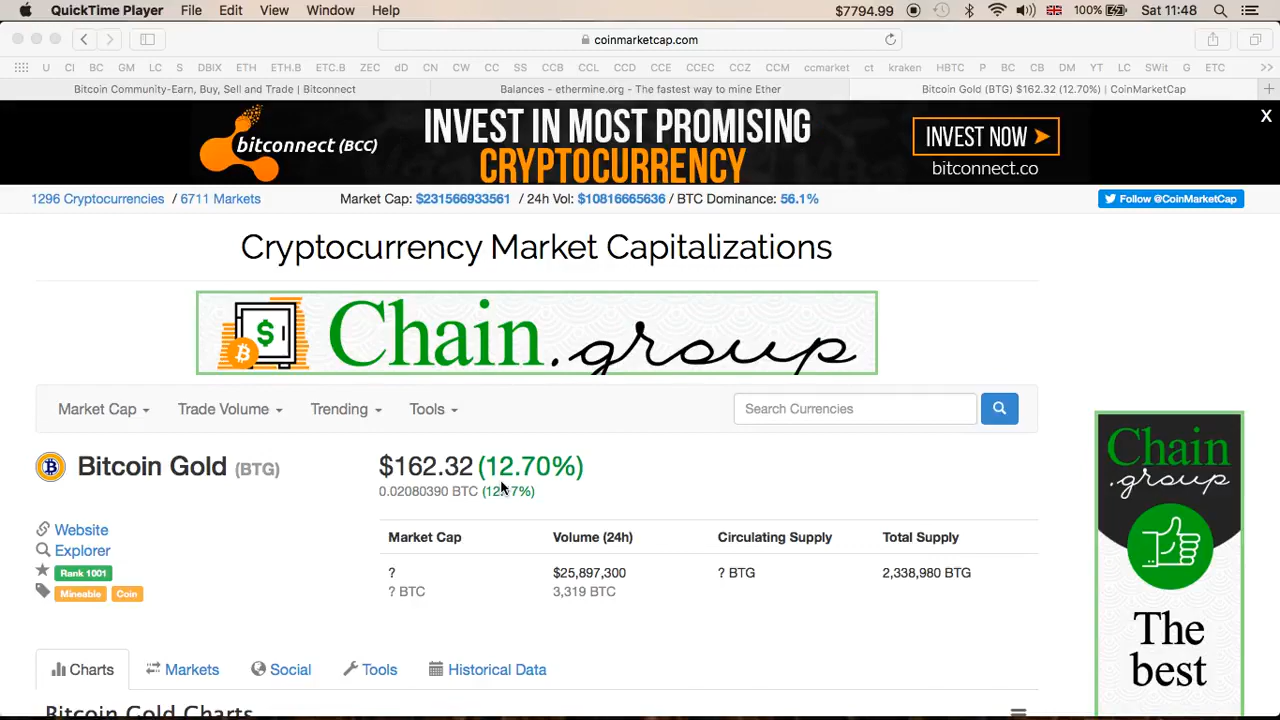 QuickTime Player File Edit View Window Help $7794.99 100% Sat 11:48
coinmarketcap.com
U CI BC GM LC S DBIX ETH ETH.B ETC.B ZEC dD CN CW CC SS CCB CCL CCD CCE CCEC CCZ CCM ccmarket ct kraken HBTC P BC CB DM YT LC SWit G ETC
Bitcoin Community-Earn, Buy, Sell and Trade | Bitconnect Balances - ethermine.org - The fastest way to mine Ether Bitcoin Gold (BTG) $162.32 (12.70%) | CoinMarketCap
bitconnect (BCC)
INVEST IN MOST PROMISING
CRYPTOCURRENCY
INVEST NOW
bitconnect.co
X
1296 Cryptocurrencies / 6711 Markets Market Cap: $231566933561 / 24h Vol: $10816665636 / BTC Dominance: 56.1% Follow @CoinMarketCap
Cryptocurrency Market Capitalizations
Chain.group
Market Cap Trade Volume Trending Tools Search Currencies
Bitcoin Gold (BTG) $162.32 (12.70%)
0.02080390 BTC
Website
Explorer
Rank 1001
Mineable Coin
Market Cap Volume (24h) Circulating Supply Total Supply
? $25,897,300 ? BTG 2,338,980 BTG
? BTC 3,319 BTC
Charts Markets Social Tools Historical Data
Bitcoin Gold Charts
Chain
.group
The
best